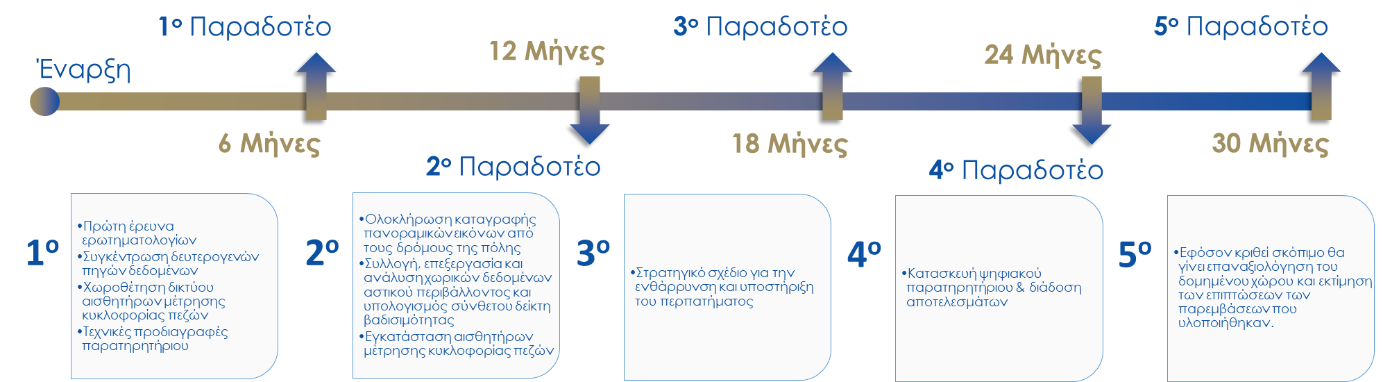 1ο Παραδοτέο
3ο Παραδοτέο
5ο Παραδοτέο
12 Μήνες
24 Μήνες
Έναρξη
6 Μήνες
18 Μήνες
30 Μήνες
2ο Παραδοτέο
4ο Παραδοτέο
1ο
•Πρώτη έρευνα
ερωτηματολογίων
•Συγκέντρωση δευτερογενών
πηγών δεδομένων
•Χωροθέτηση δικτύου
αισθητήρων μέτρησης
κυκλοφορίας πεζών
•Τεχνικές προδιαγραφές
παρατηρητήριου
2ο
•Ολοκλήρωση καταγραφής
πανοραμικών εικόνων από
τους δρόμους της πόλης
•Συλλογή, επεξεργασία και
ανάλυση χωρικών δεδομένων
αστικού περιβάλλοντος και
υπολογισμός σύνθετου δείκτη
βαδισιμότητας
•Εγκατάσταση αισθητήρων
μέτρησης κυκλοφορίας πεζών
3ο
•Στρατηγικό σχέδιο για την
ενθάρρυνση και υποστήριξη
του περπατήματος
4ο
•Κατασκευή ψηφιακού
παρατηρητήριου & διάδοση
αποτελεσμάτων
5ο
•Εφόσον κριθεί σκόπιμο θα
γίνει επαναξιολόγηση του
δομημένου χώρου και εκτίμηση
των επιπτώσεων των
παρεμβάσεων που
υλοποιήθηκαν.